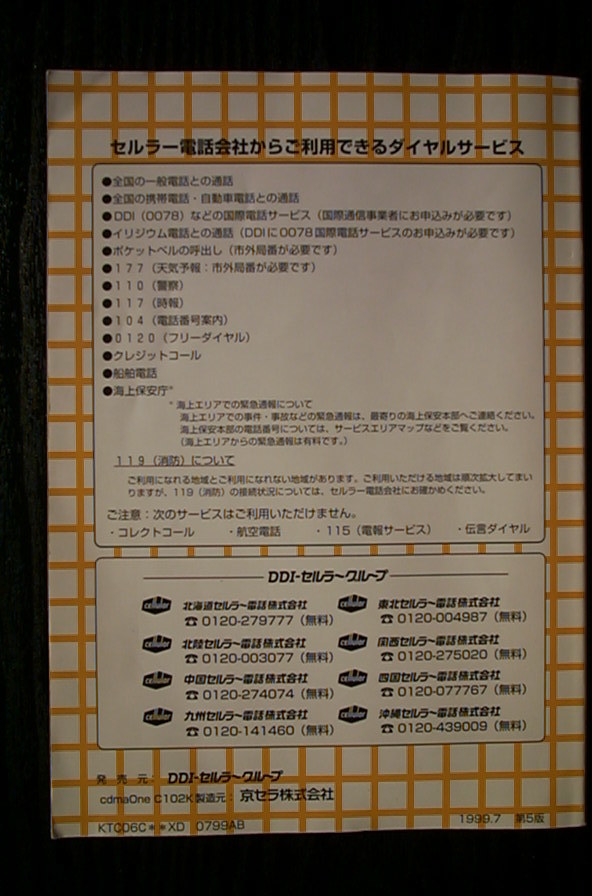 セルラー電話会社からご利用できるダイヤルサービス
●全国の一般電話との通話
●全国の携帯電話・自動車電話との通話
●DDI（0078）などの国際電話サービス（国際通信事業者にお申込みが必要です）
●イリジウム電話との通話（DDIに0078国際電話サービスのお申込みが必要です）
●ポケットベルの呼出し（市外局番が必要です）
●177（天気予報：市外局番が必要です）
●110（警察）
●117（時報）
●104（電話番号案内）
●0120（フリーダイヤル）
●クレジットコール
●船舶電話
●海上保安庁*
*海上エリアでの緊急通報について
海上エリアでの事件・事故などの緊急通報は、最寄りの海上保安本部へご連絡ください。
海上保安本部の電話番号については、サービスエリアマップなどをご覧ください。
（海上エリアからの緊急通報は有料です。）
119（消防）について
ご利用になれる地域とご利用になれない地域があります。ご利用いただける地域は順次拡大してまい
りますが、119（消防）の接続状況については、セルラー電話会社にお確かめください。
ご注意：次のサービスはご利用いただけません。
・コレクトコール ・航空電話 ・115（電報サービス） ・伝言ダイヤル
DDI-セルラーグループ
cellular 北海道セルラー電話株式会社 cellular 東北セルラー電話株式会社
☎ 0120-279777（無料） ☎ 0120-004987（無料）
cellular 北陸セルラー電話株式会社 cellular 関西セルラー電話株式会社
☎ 0120-003077（無料） ☎ 0120-275020（無料）
cellular 中国セルラー電話株式会社 cellular 四国セルラー電話株式会社
☎ 0120-274074（無料） ☎ 0120-077767（無料）
cellular 九州セルラー電話株式会社 cellular 沖縄セルラー電話株式会社
☎ 0120-141460（無料） ☎ 0120-439009（無料）
発売元：DDI-セルラーグループ
cdmaOne C102K製造元：京セラ株式会社
KTCD6C＊＊XD 0799AB 1999.7 第5版